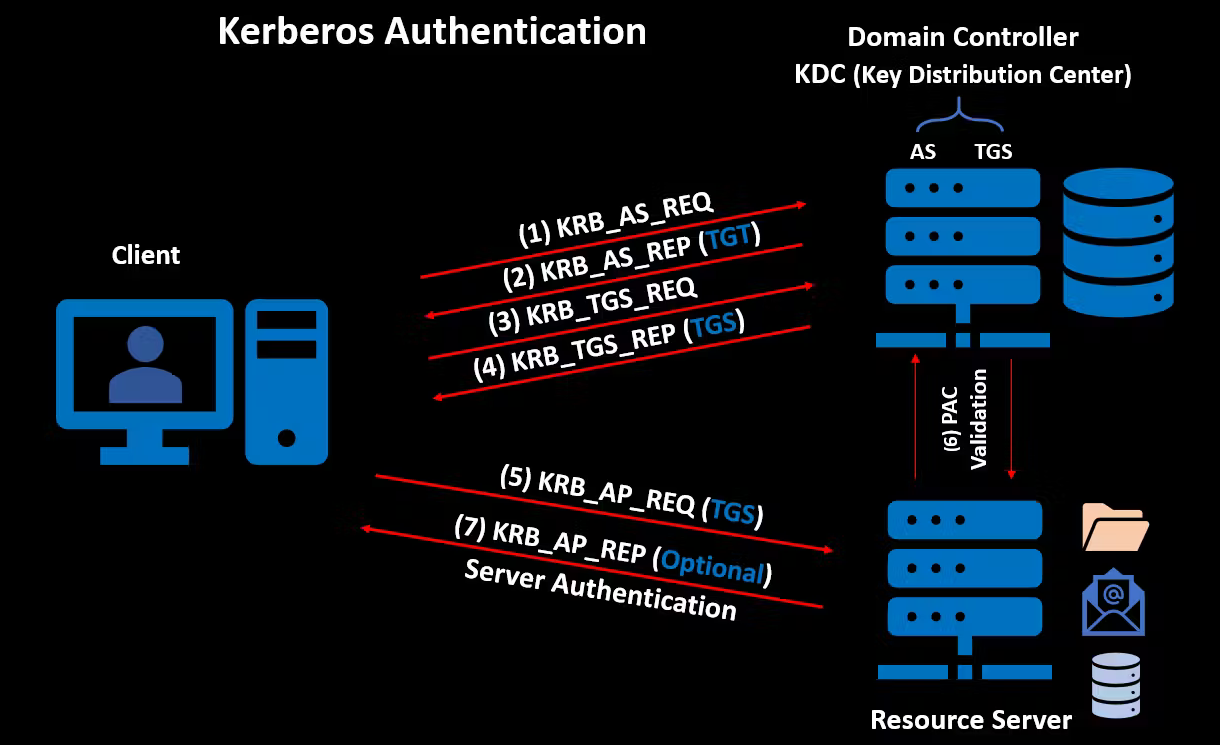 Kerberos Authentication
Domain Controller
KDC (Key Distribution Center)
AS
TGS
Client
(1) KRB_AS_REQ
(2) KRB_AS_REP (TGT)
(3) KRB_TGS_REQ
(4) KRB_TGS_REP (TGS)
(6) PAC
Validation
(5) KRB_AP_REQ (TGS)
(7) KRB_AP_REP (Optional)
Server Authentication
@
Resource Server